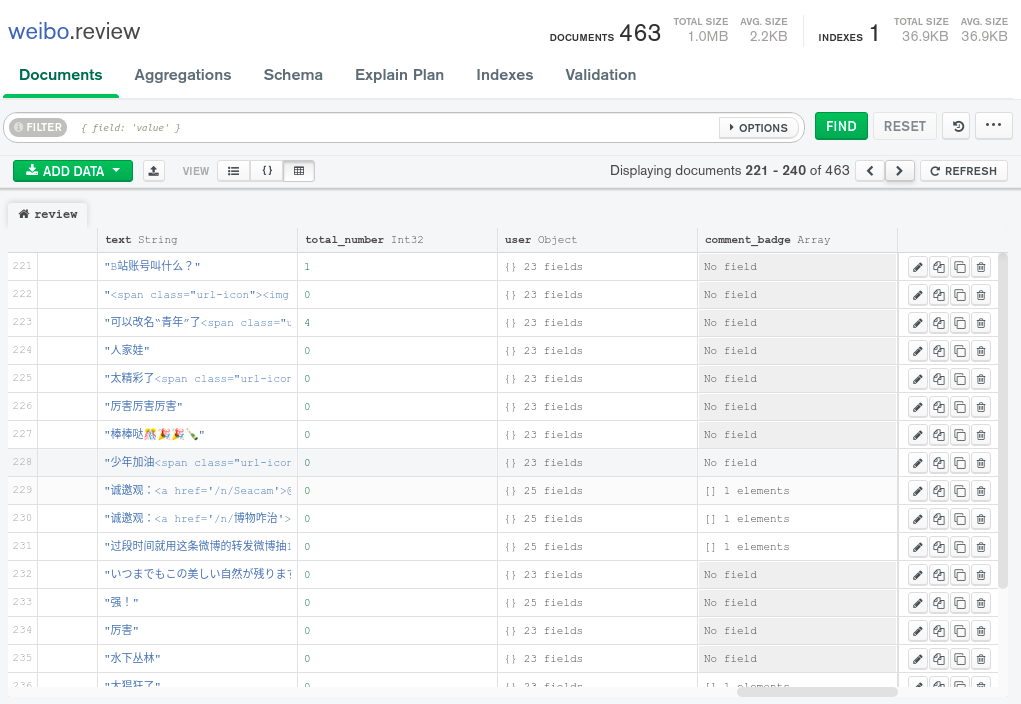 weibo.review
DOCUMENTS 463 TOTAL SIZE 1.0MB AVG. SIZE 2.2KB INDEXES 1 TOTAL SIZE 36.9KB AVG. SIZE 36.9KB
Documents Aggregations Schema Explain Plan Indexes Validation
FILTER { field: 'value' } OPTIONS FIND RESET ···
ADD DATA VIEW {} Displaying documents 221 - 240 of 463 < > REFRESH
review
text String total_number Int32 user Object comment_badge Array
221 "B站账号叫什么？" 1 {} 23 fields No field
222 "<span class="url-icon"><img 0 {} 23 fields No field
223 "可以改名“青年”了<span class="u 4 {} 23 fields No field
224 "人家娃" 0 {} 23 fields No field
225 "太精彩了<span class="url-icon 0 {} 23 fields No field
226 "厉害厉害厉害" 0 {} 23 fields No field
227 "棒棒哒🎊🎉🎉🍾" 0 {} 23 fields No field
228 "少年加油<span class="url-icon 0 {} 23 fields No field
229 "诚邀观：<a href='/n/Seacam'>@ 0 {} 25 fields [] 1 elements
230 "诚邀观：<a href='/n/博物咋治'> 0 {} 25 fields [] 1 elements
231 "过段时间就用这条微博的转发微博抽1 0 {} 25 fields [] 1 elements
232 "いつまでもこの美しい自然が残ります 0 {} 23 fields No field
233 "强！" 0 {} 25 fields No field
234 "厉害" 0 {} 23 fields No field
235 "水下丛林" 0 {} 23 fields No field
236 "太猖狂了" 0 {} 23 fields [] 1 elements